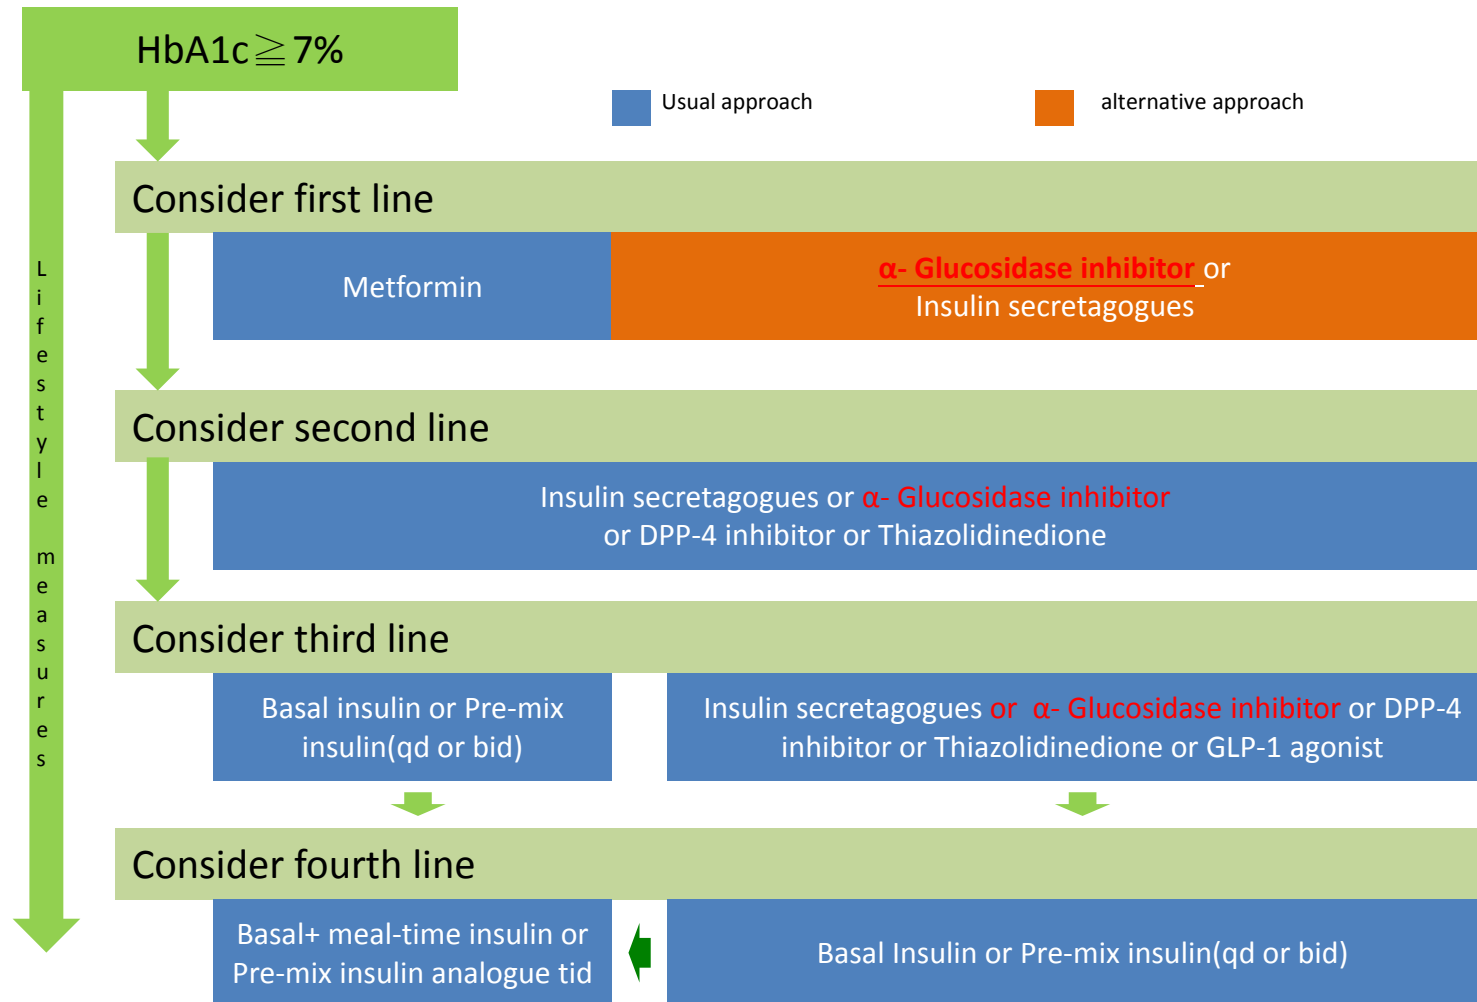 HbA1c≧7%
Usual approach
alternative approach
Consider first line
Metformin
α- Glucosidase inhibitor or
Insulin secretagogues
Lifestyle measures
Consider second line
Insulin secretagogues or α- Glucosidase inhibitor
or DPP-4 inhibitor or Thiazolidinedione
Consider third line
Basal insulin or Pre-mix
insulin(qd or bid)
Insulin secretagogues or α- Glucosidase inhibitor or DPP-4
inhibitor or Thiazolidinedione or GLP-1 agonist
Consider fourth line
Basal+ meal-time insulin or
Pre-mix insulin analogue tid
Basal Insulin or Pre-mix insulin(qd or bid)